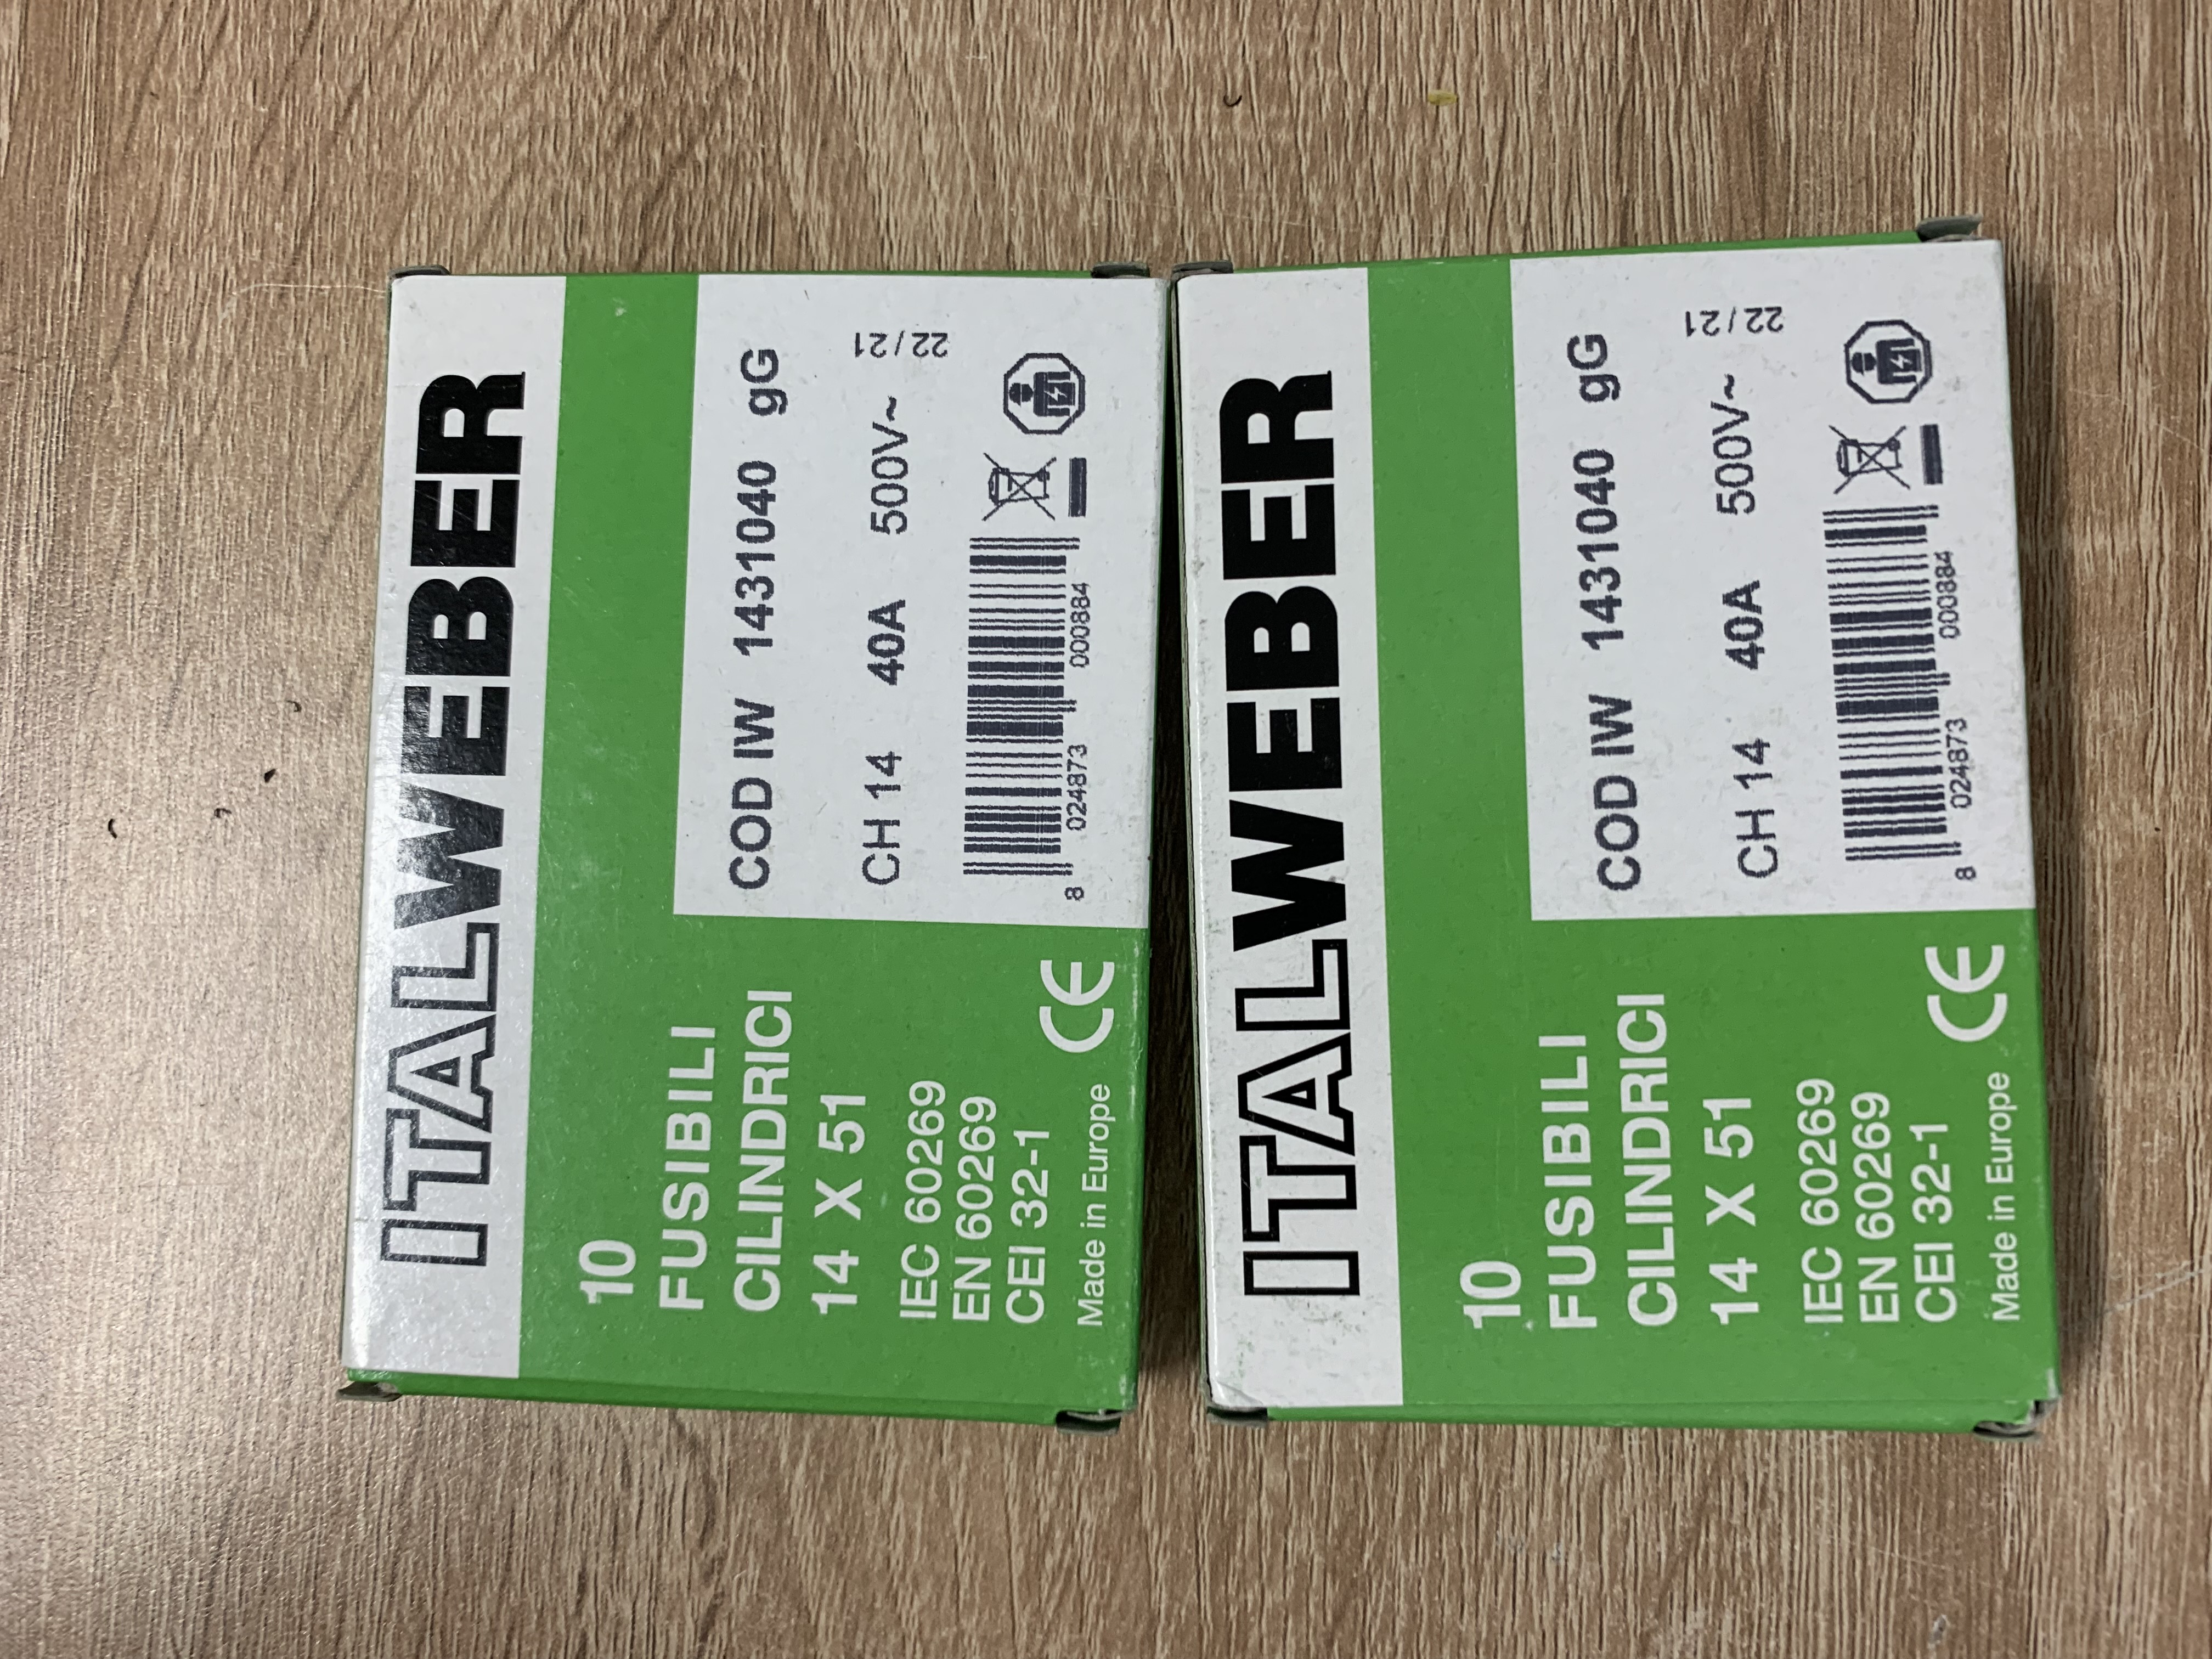 ITALWEBER
10
FUSIBILI
CILINDRICI
14 X 51
IEC 60269
EN 60269
CEI 32-1
Made in Europe
CE
COD IW 1431040 gG
CH 14 40A 500V~
22/21
8 024873 000884
ITALWEBER
10
FUSIBILI
CILINDRICI
14 X 51
IEC 60269
EN 60269
CEI 32-1
Made in Europe
CE
COD IW 1431040 gG
CH 14 40A 500V~
22/21
8 024873 000884